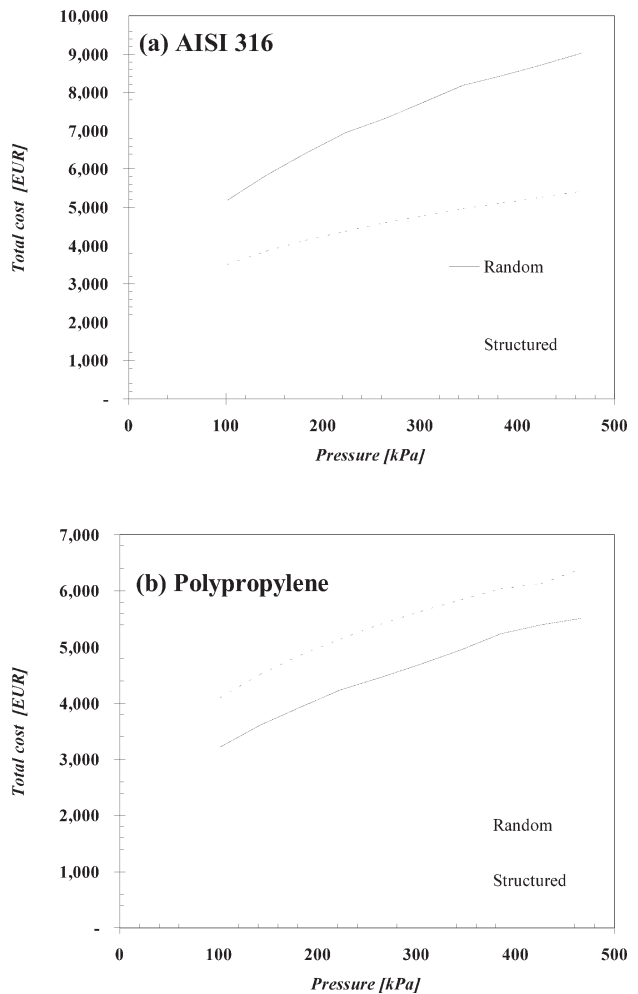 10,000
(a) AISI 316
9,000
8,000
7,000
6,000
5,000
4,000
3,000
2,000
1,000
-
Total cost [EUR]
Random
Structured
0 100 200 300 400 500
Pressure [kPa]
7,000
(b) Polypropylene
6,000
5,000
4,000
3,000
2,000
1,000
-
Total cost [EUR]
Random
Structured
0 100 200 300 400 500
Pressure [kPa]